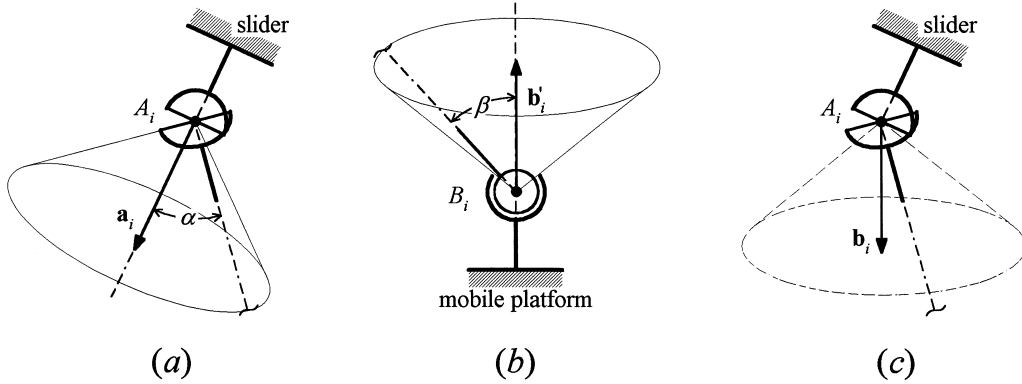 slider
A_i
a_i
α
(a)
β
b'_i
B_i
mobile platform
(b)
slider
A_i
b_i
(c)